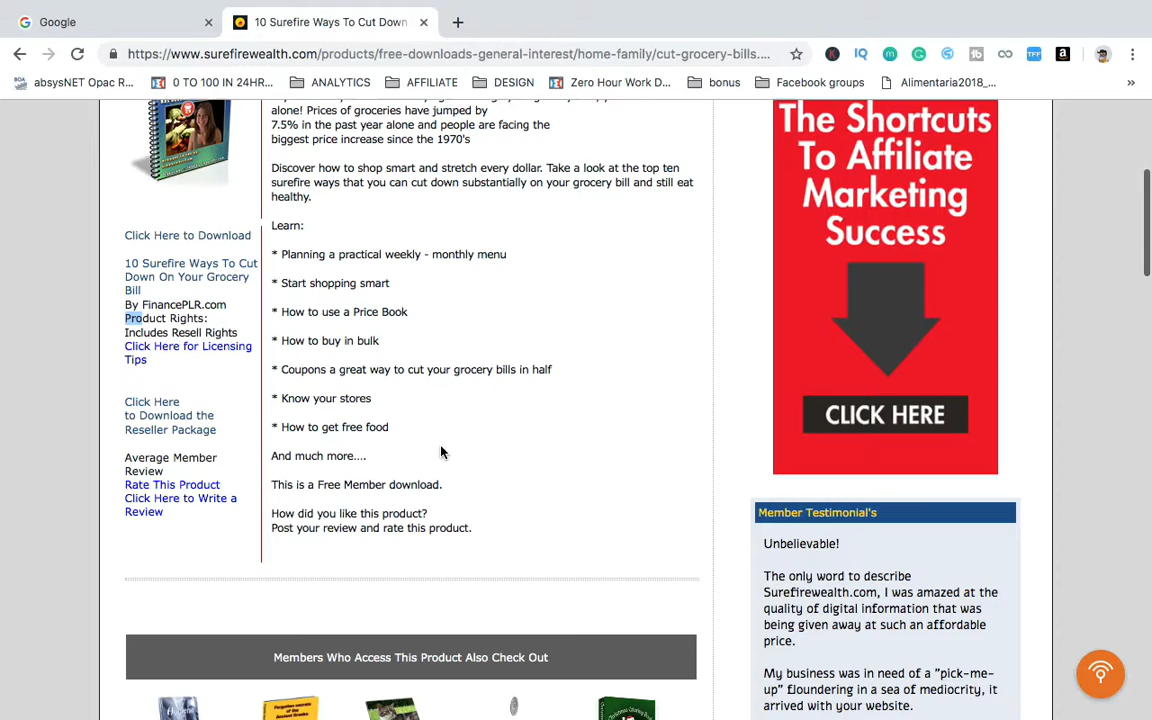 Google
10 Surefire Ways To Cut Down
https://www.surefirewealth.com/products/free-downloads-general-interest/home-family/cut-grocery-bills....
absysNET Opac R...
0 TO 100 IN 24HR...
ANALYTICS
AFFILIATE
DESIGN
Zero Hour Work D...
bonus
Facebook groups
Alimentaria2018_...
»
alone! Prices of groceries have jumped by
7.5% in the past year alone and people are facing the
biggest price increase since the 1970's
Discover how to shop smart and stretch every dollar. Take a look at the top ten
surefire ways that you can cut down substantially on your grocery bill and still eat
healthy.
Learn:
* Planning a practical weekly - monthly menu
* Start shopping smart
* How to use a Price Book
* How to buy in bulk
* Coupons a great way to cut your grocery bills in half
* Know your stores
* How to get free food
And much more....
This is a Free Member download.
How did you like this product?
Post your review and rate this product.
Click Here to Download
10 Surefire Ways To Cut
Down On Your Grocery
Bill
By FinancePLR.com
Product Rights:
Includes Resell Rights
Click Here for Licensing
Tips
Click Here
to Download the
Reseller Package
Average Member
Review
Rate This Product
Click Here to Write a
Review
Members Who Access This Product Also Check Out
The Shortcuts
To Affiliate
Marketing
Success
CLICK HERE
Member Testimonial's
Unbelievable!
The only word to describe
Surefirewealth.com, I was amazed at the
quality of digital information that was
being given away at such an affordable
price.
My business was in need of a "pick-me-
up" floundering in a sea of mediocrity, it
arrived with your website.